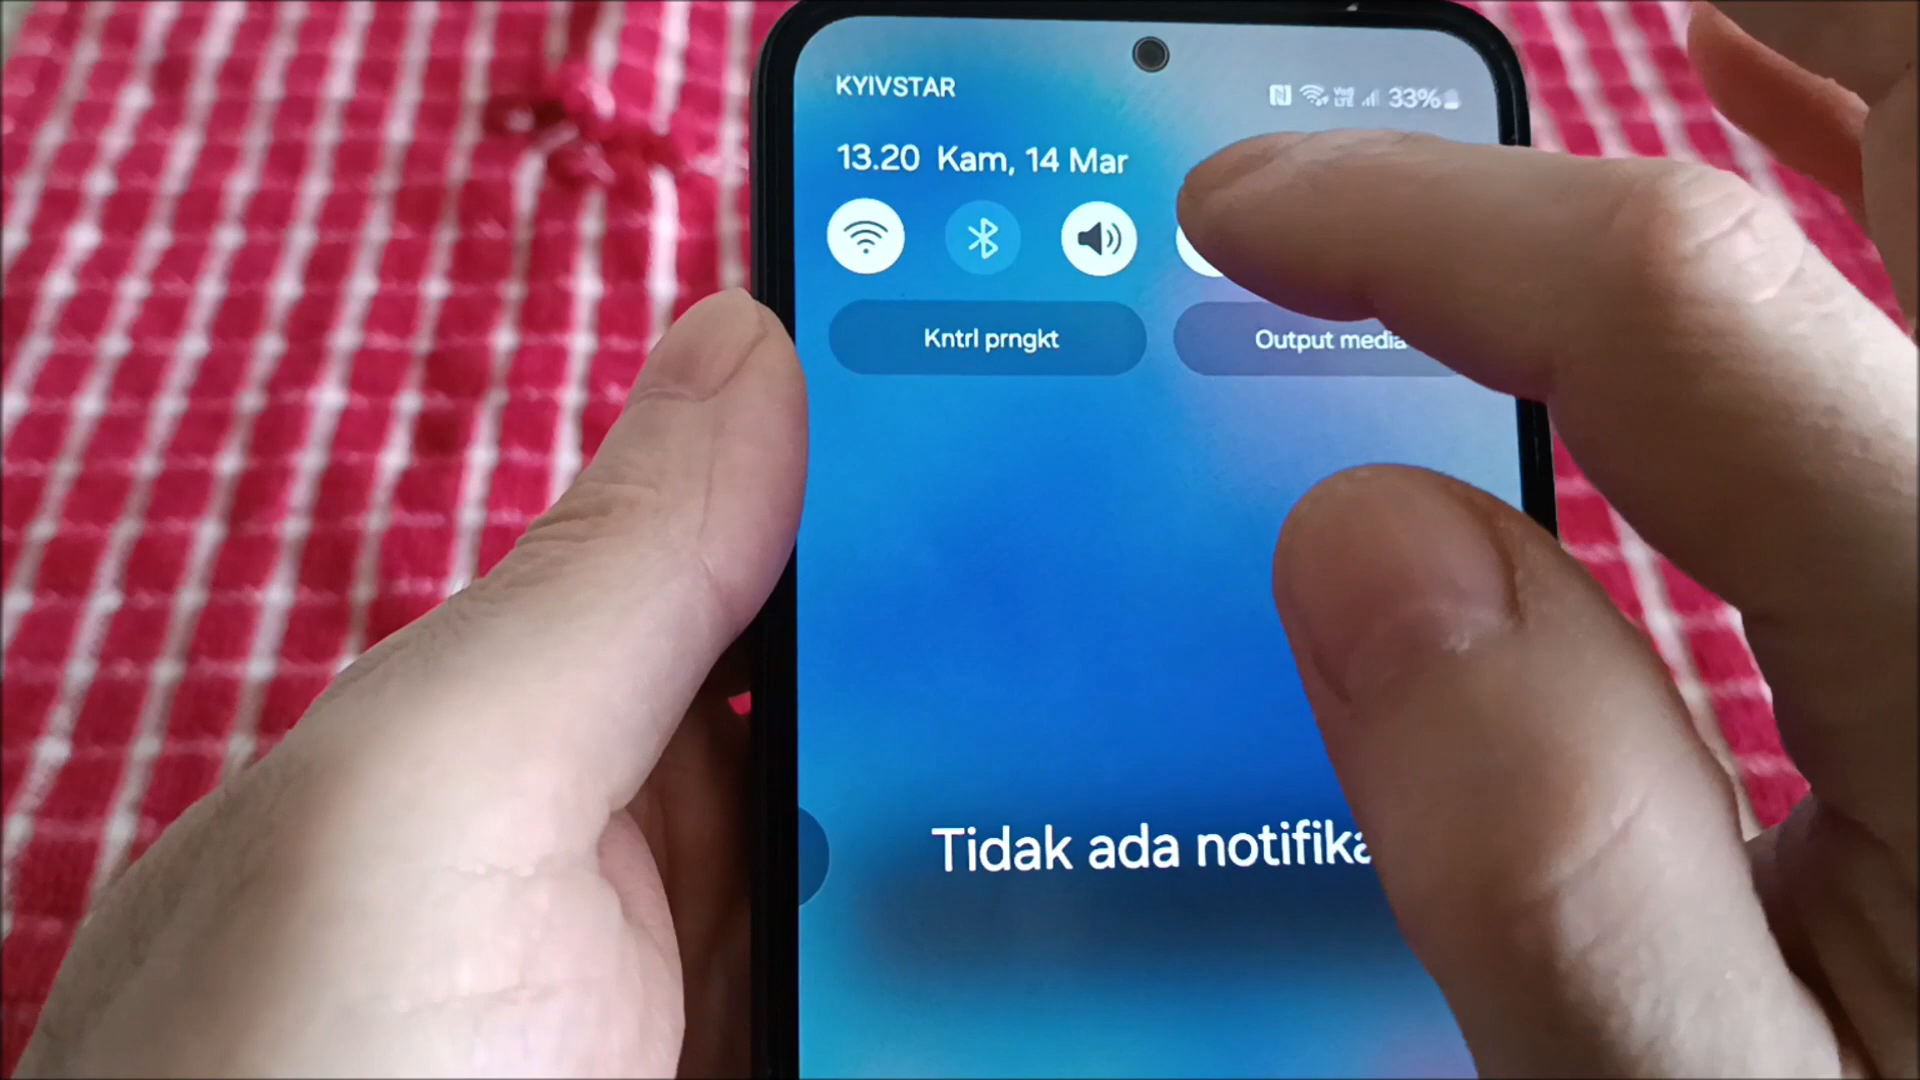 KYIVSTAR
33%
13.20 Kam, 14 Mar
Kntrl prngkt
Output media
Tidak ada notifika